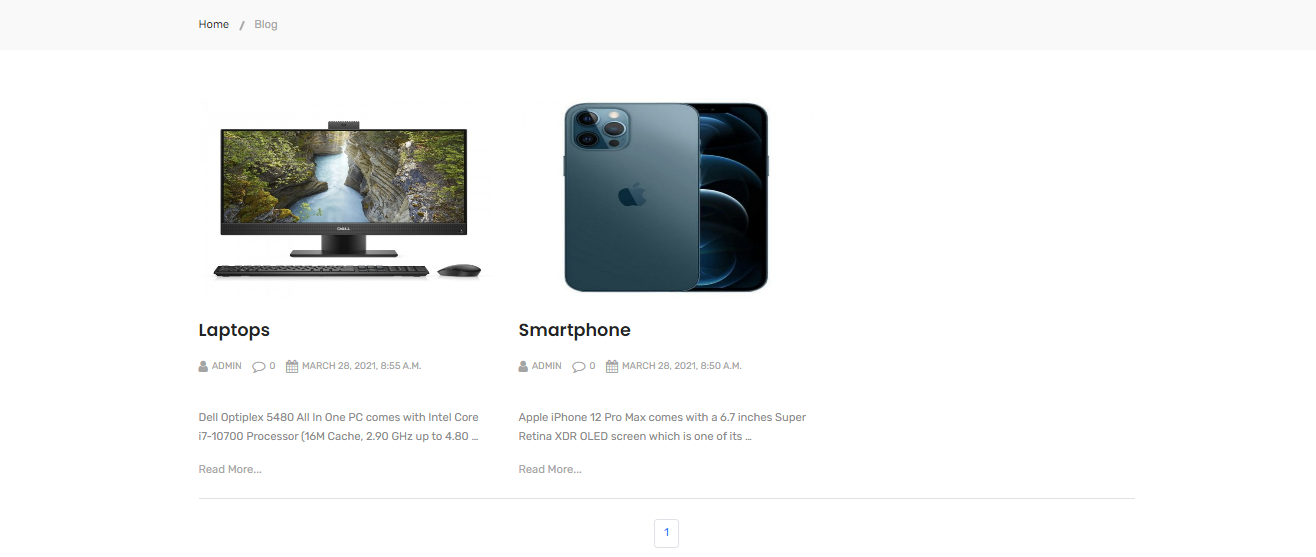 Home / Blog
DELL
Laptops
ADMIN 0 MARCH 28, 2021, 8:55 A.M.
Dell Optiplex 5480 All In One PC comes with Intel Core
i7-10700 Processor (16M Cache, 2.90 GHz up to 4.80 ...
Read More...
Smartphone
ADMIN 0 MARCH 28, 2021, 8:50 A.M.
Apple iPhone 12 Pro Max comes with a 6.7 inches Super
Retina XDR OLED screen which is one of its ...
Read More...
1